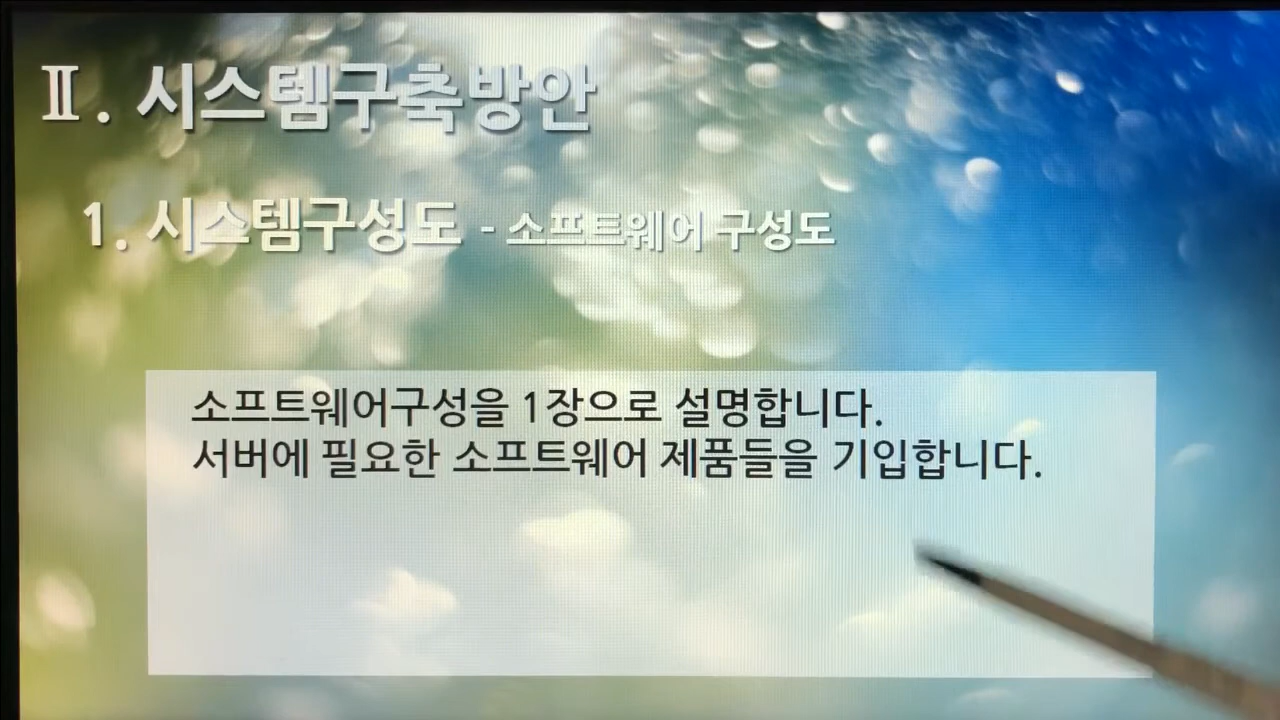 Ⅱ. 시스템구축방안
1. 시스템구성도 - 소프트웨어 구성도
소프트웨어구성을 1장으로 설명합니다.
서버에 필요한 소프트웨어 제품들을 기입합니다.